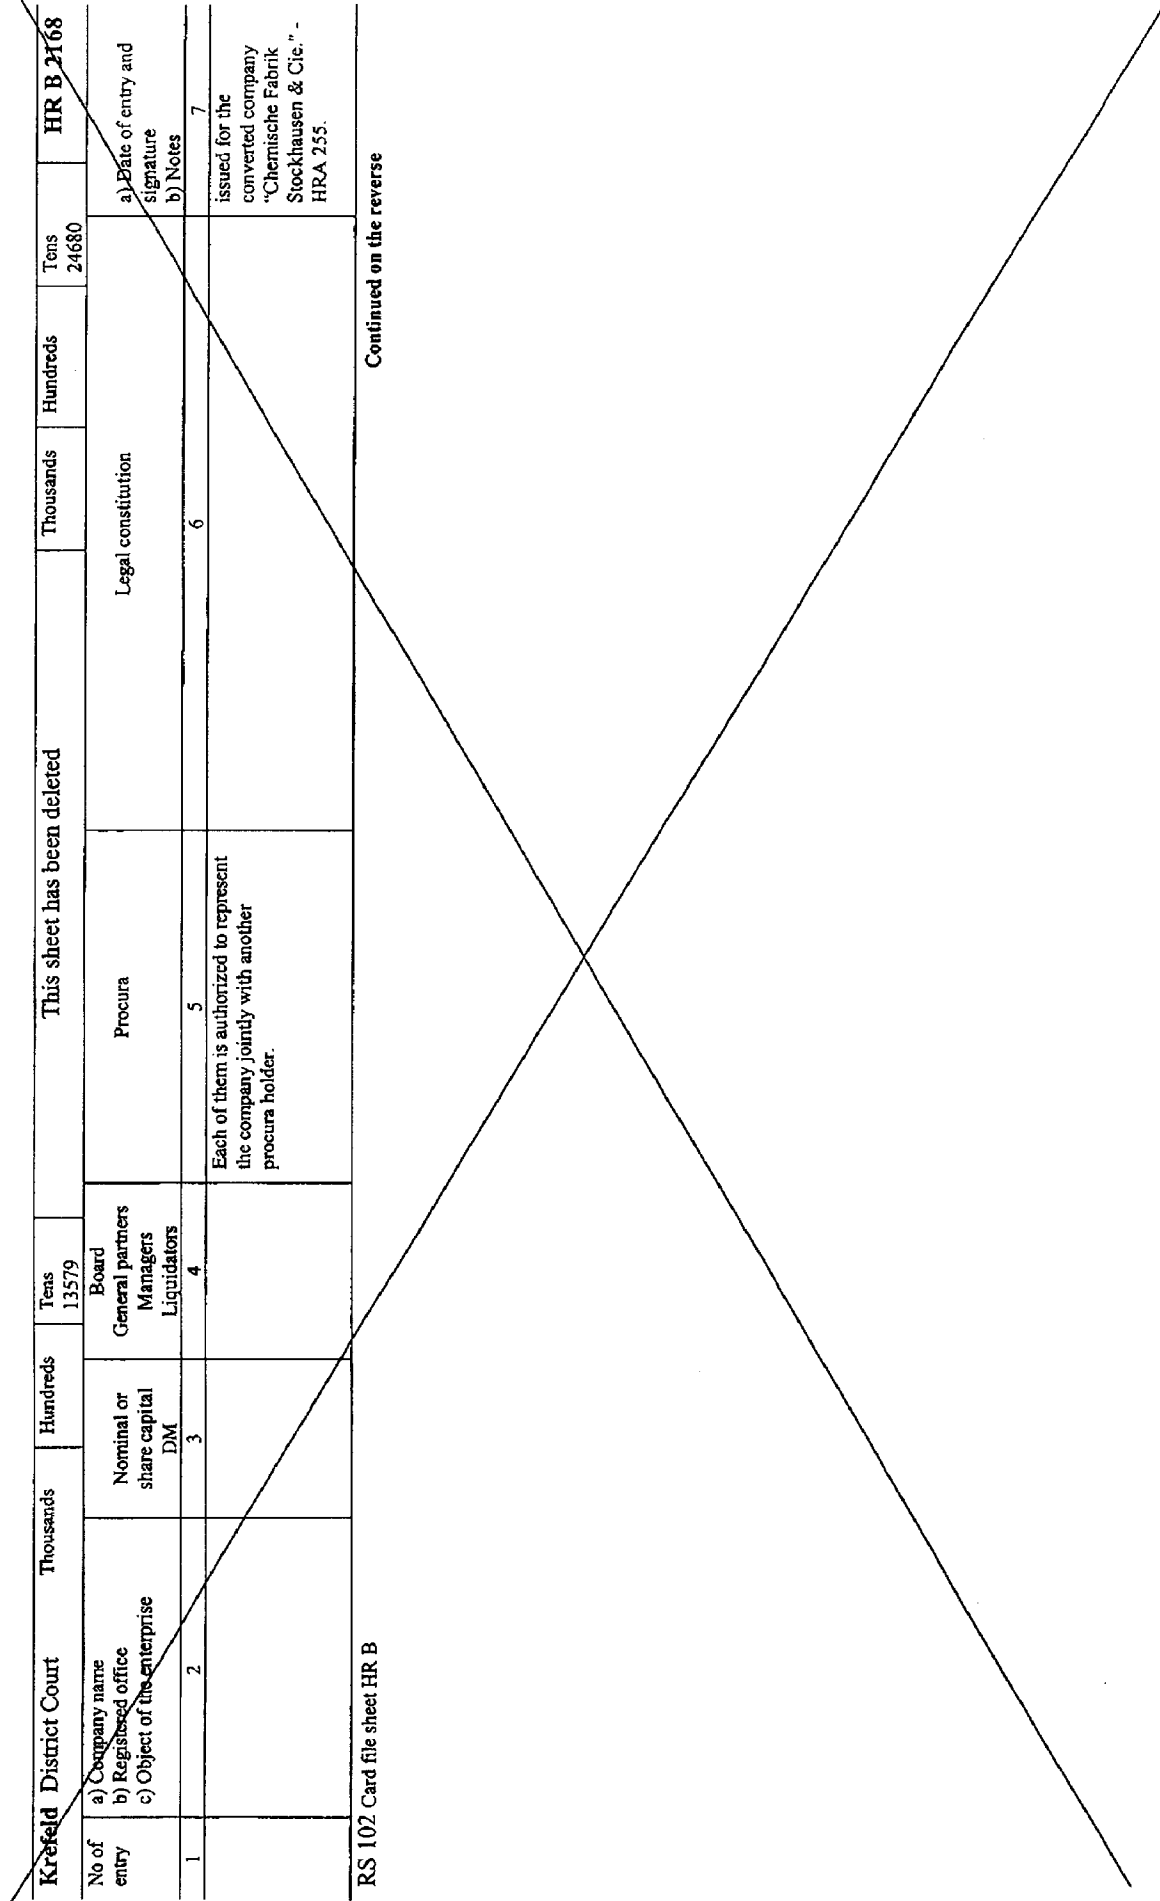 Krefeld District Court Thousands Hundreds Tens This sheet has been deleted Thousands Hundreds Tens HR B 2168
13579 24680
No of
entry
a) Company name
b) Registered office
c) Object of the enterprise
Nominal or
share capital
DM
Board
General partners
Managers
Liquidators
Procura
Legal constitution
a) Date of entry and
signature
b) Notes
1 2 3 4 5 6 7
Each of them is authorized to represent
the company jointly with another
procura holder.
issued for the
converted company
"Chemische Fabrik
Stockhausen & Cie." -
HRA 255.
RS 102 Card file sheet HR B
Continued on the reverse